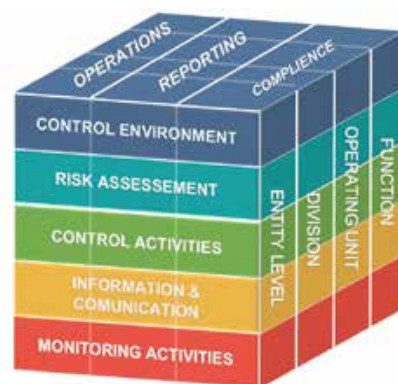 OPERATIONS
REPORTING
COMPLIENCE
CONTROL ENVIRONMENT
RISK ASSESSEMENT
CONTROL ACTIVITIES
INFORMATION &
COMUNICATION
MONITORING ACTIVITIES
ENTITY LEVEL
DIVISION
OPERATING UNIT
FUNCTION